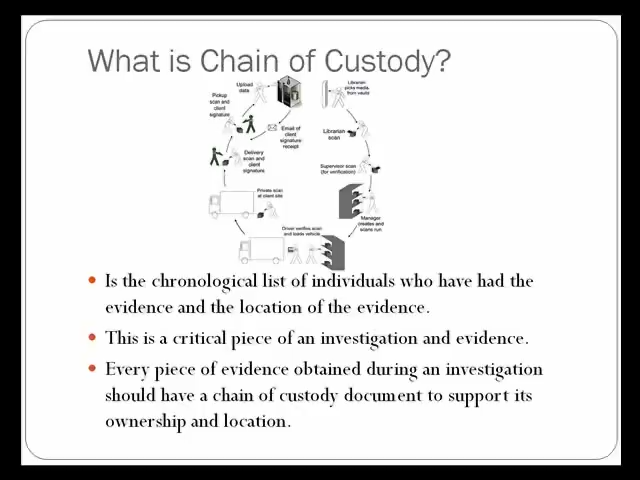 What is Chain of Custody?
Upload
data
Librarian
picks media
from vault
Pickup
scan and
client
signature
Email of
client
signature
receipt
Librarian
scan
Delivery
scan and
client
signature
Supervisor scan
(for verification)
Private scan
at client site
Manager
creates and
scans run
Driver verifies scan
and loads vehicle
Is the chronological list of individuals who have had the
evidence and the location of the evidence.
This is a critical piece of an investigation and evidence.
Every piece of evidence obtained during an investigation
should have a chain of custody document to support its
ownership and location.